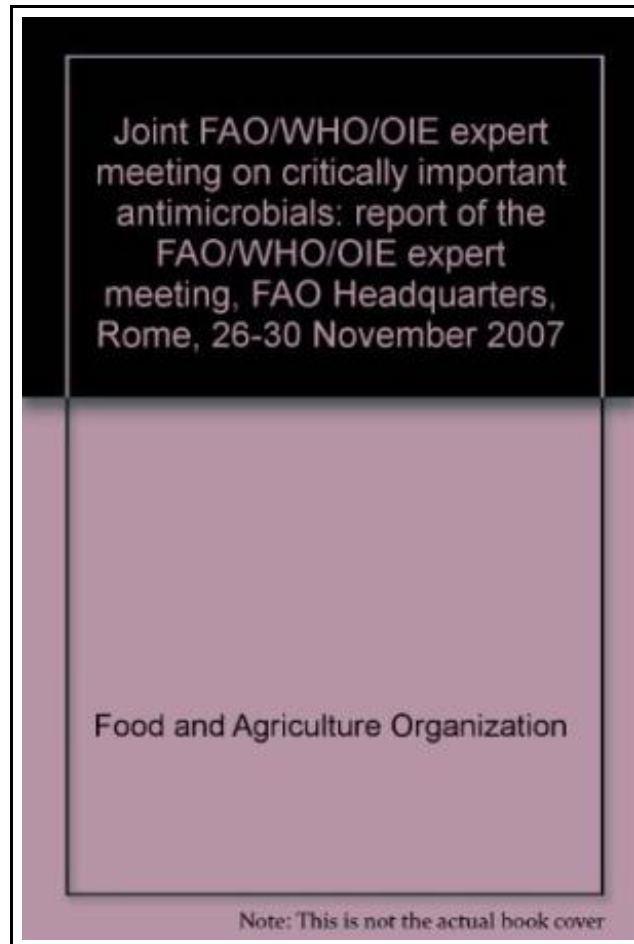 Joint FAO/WHO/OIE expert
meeting on critically important
antimicrobials: report of the
FAO/WHO/OIE expert
meeting, FAO Headquarters,
Rome, 26-30 November 2007
Food and Agriculture Organization
Note: This is not the actual book cover